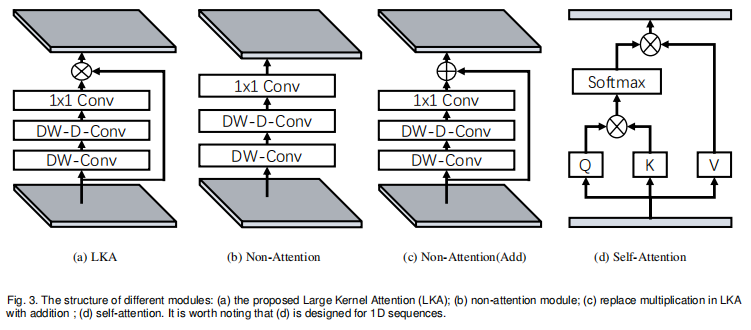 1x1 Conv
DW-D-Conv
DW-Conv
(a) LKA
1x1 Conv
DW-D-Conv
DW-Conv
(b) Non-Attention
1x1 Conv
DW-D-Conv
DW-Conv
(c) Non-Attention(Add)
Softmax
Q K V
(d) Self-Attention
Fig. 3. The structure of different modules: (a) the proposed Large Kernel Attention (LKA); (b) non-attention module; (c) replace multiplication in LKA
with addition ; (d) self-attention. It is worth noting that (d) is designed for 1D sequences.